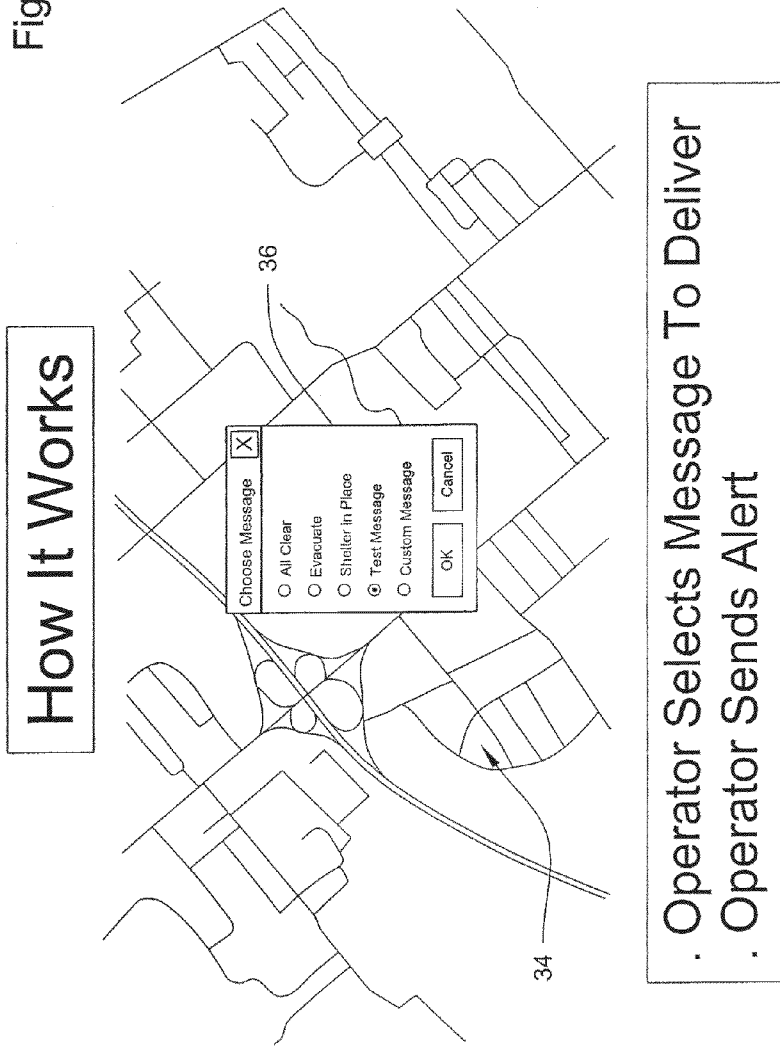 Fig
How It Works
36
Choose Message X
All Clear
Evacuate
Shelter in Place
Test Message
Custom Message
OK Cancel
34
. Operator Selects Message To Deliver
. Operator Sends Alert